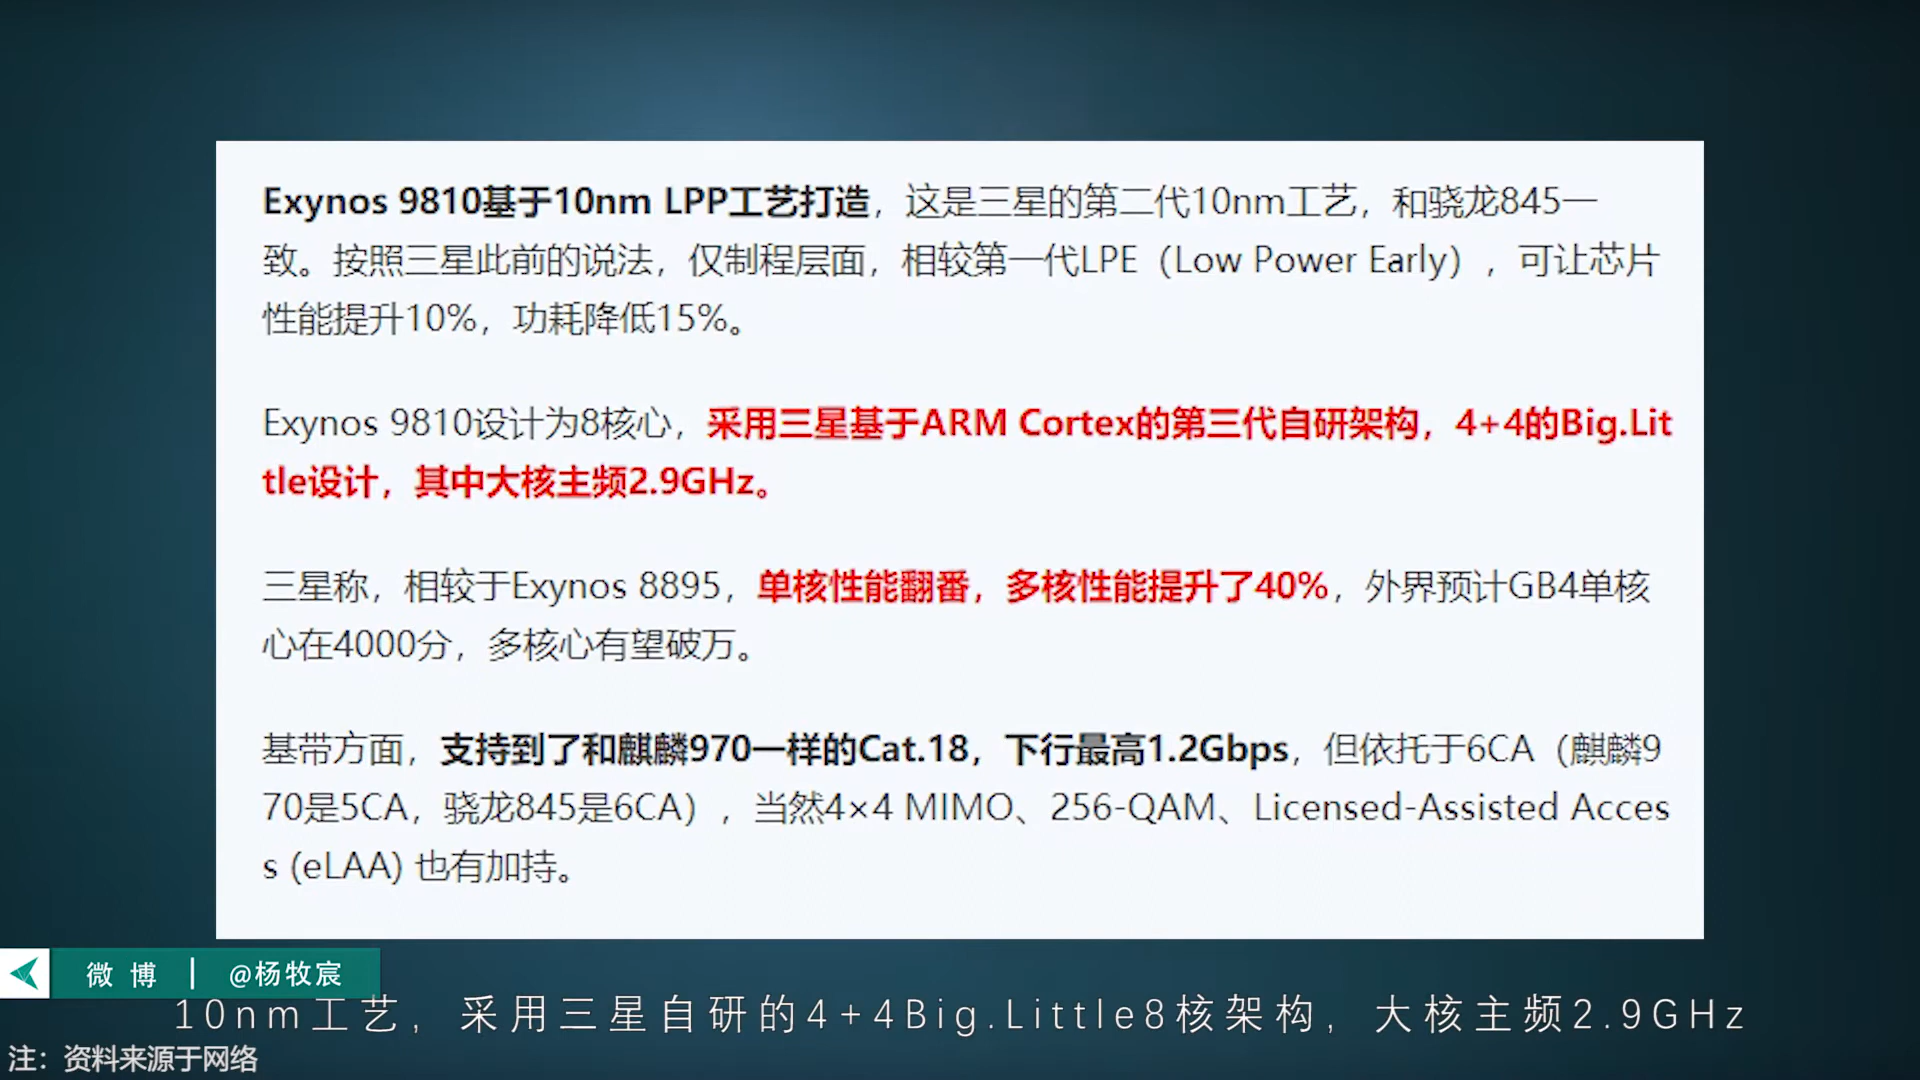 Exynos 9810基于10nm LPP工艺打造，这是三星的第二代10nm工艺，和骁龙845一
致。按照三星此前的说法，仅制程层面，相较第一代LPE（Low Power Early），可让芯片
性能提升10%，功耗降低15%。
Exynos 9810设计为8核心，采用三星基于ARM Cortex的第三代自研架构，4+4的Big.Lit
tle设计，其中大核主频2.9GHz。
三星称，相较于Exynos 8895，单核性能翻番，多核性能提升了40%，外界预计GB4单核
心在4000分，多核心有望破万。
基带方面，支持到了和麒麟970一样的Cat.18，下行最高1.2Gbps，但依托于6CA（麒麟9
70是5CA，骁龙845是6CA），当然4×4 MIMO、256-QAM、Licensed-Assisted Acces
s (eLAA) 也有加持。
微博 | @杨牧宸
10nm工艺，采用三星自研的4+4Big.Little8核架构，大核主频2.9GHz
注：资料来源于网络